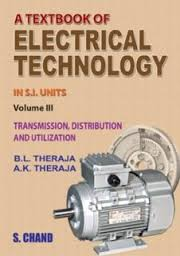 A TEXTBOOK OF
ELECTRICAL
TECHNOLOGY
IN S.I. UNITS
Volume III
TRANSMISSION, DISTRIBUTION
AND UTILIZATION
B.L. THERAJA
A.K. THERAJA
S. CHAND